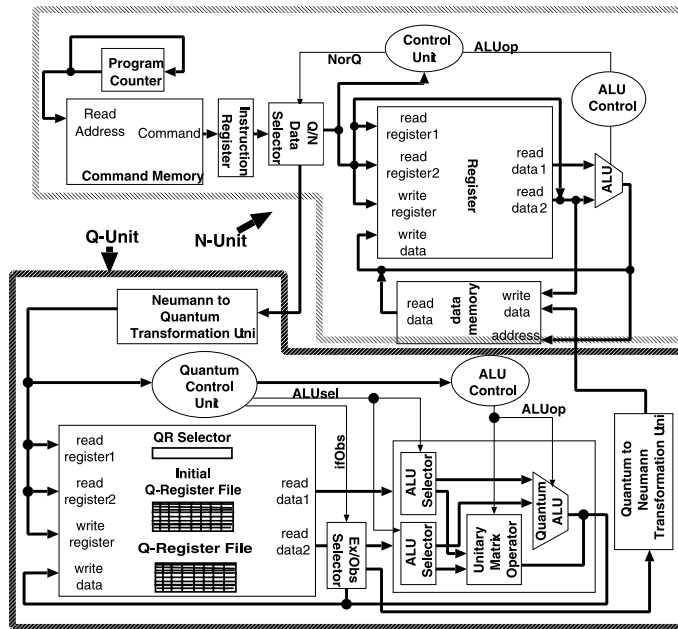 Program
Counter
Read
Address
Command
Command Memory
Instruction
Register
Q/N
Data
Selector
NorQ
Control
Unit
ALUop
ALU
Control
read
register1
read
register2
write
register
write
data
Register
read
data1
read
data2
ALU
Q-Unit
N-Unit
read
data
data
memory
write
data
address
Neumann to
Quantum
Transformation Uni
Quantum
Control
Unit
ALUsel
ifObs
ALU
Control
ALUop
Quantum to
Neumann
Transformation Uni
read
register1
read
register2
write
register
write
data
QR Selector
Initial
Q-Register File
Q-Register File
read
data1
read
data2
Ex/Obs
Selector
ALU
Selector
ALU
Selector
Unitary
Matrix
Operator
Quantum
ALU